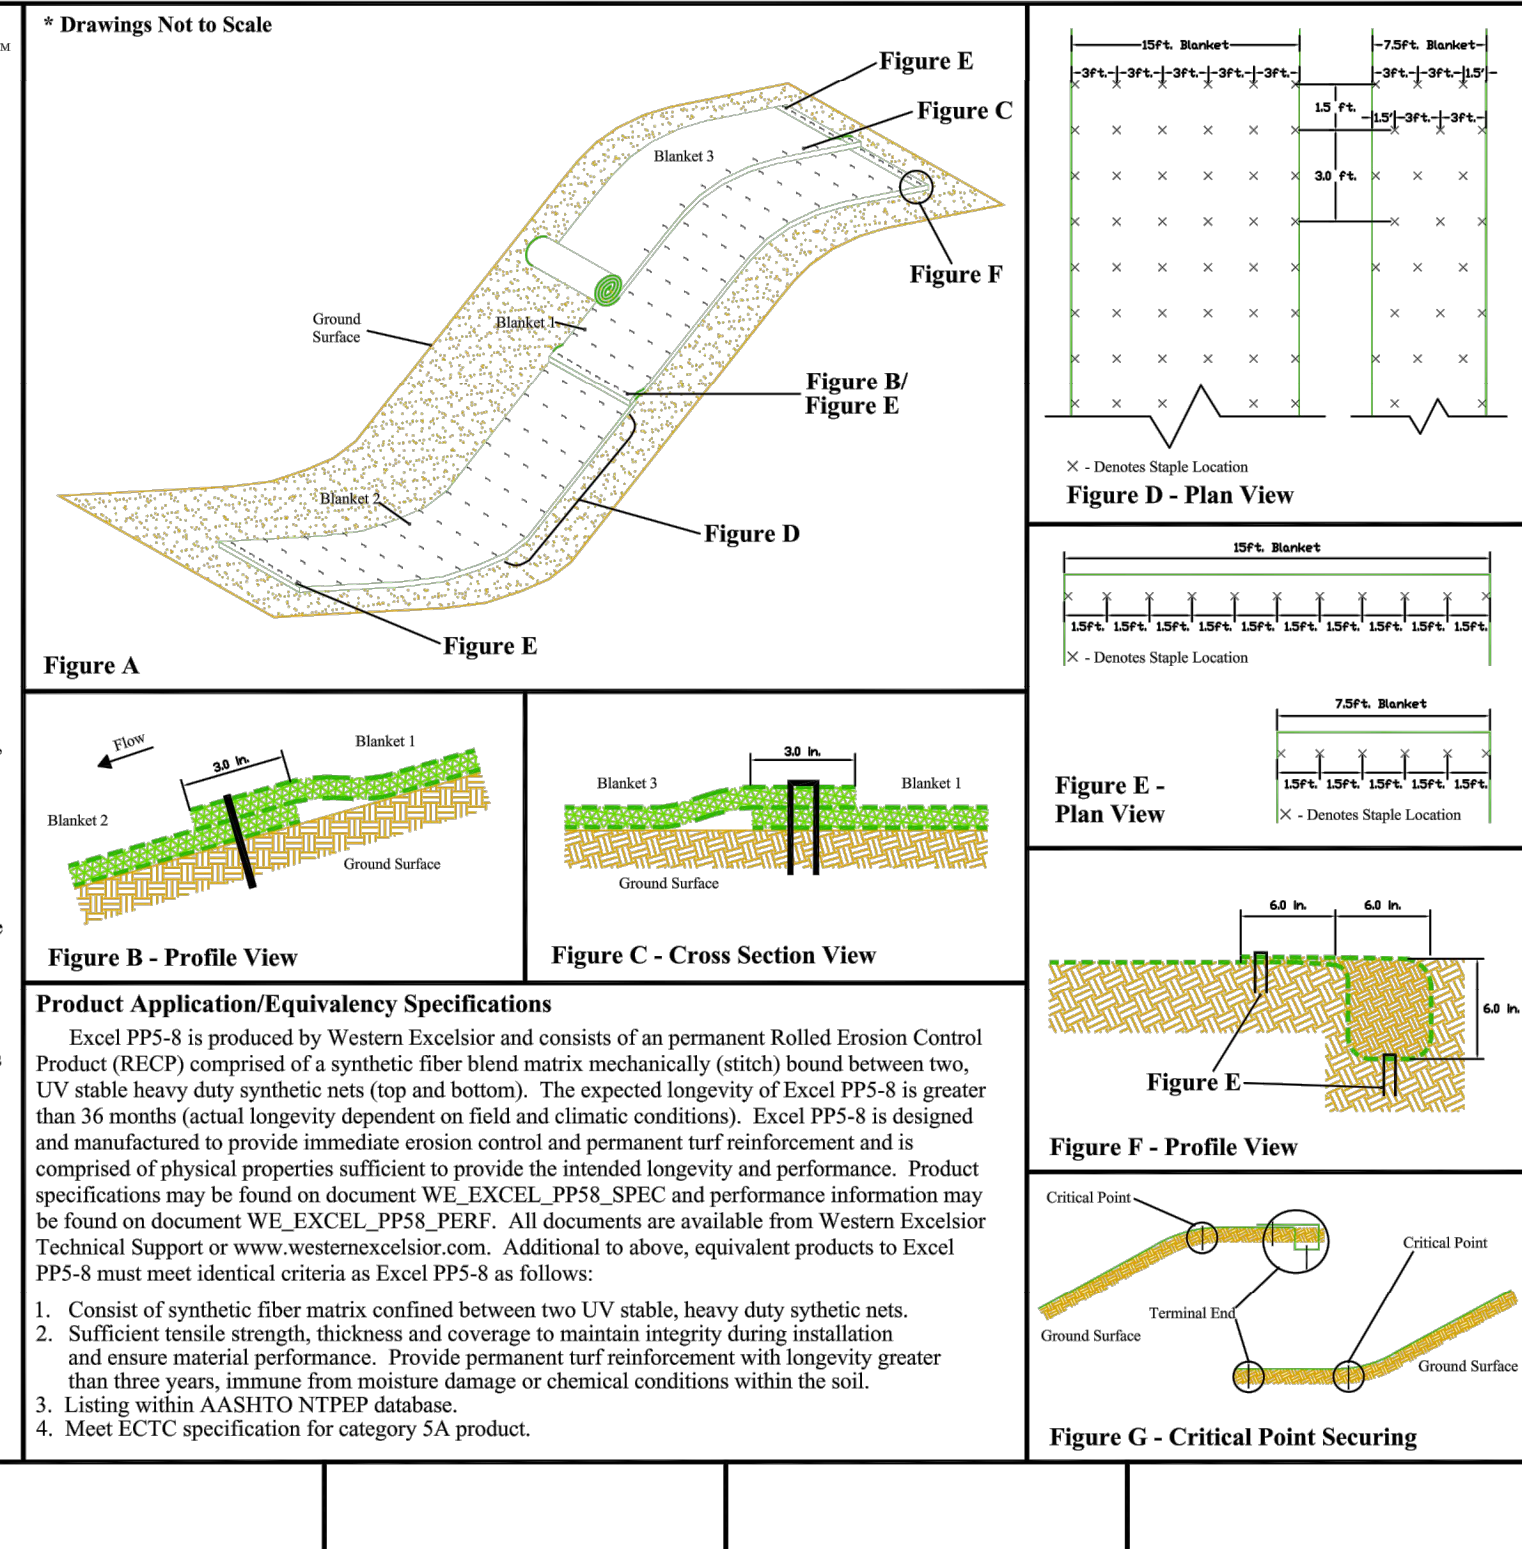 TM
* Drawings Not to Scale
Figure E
Figure C
Blanket 3
Figure F
Ground
Surface
Blanket 1
Figure B/
Figure E
Blanket 2
Figure D
Figure E
Figure A
15ft. Blanket
7.5ft. Blanket
3ft. 3ft. 3ft. 3ft. 3ft.
3ft. 3ft. 1.5'
1.5 ft.
1.5' 3ft. 3ft.
3.0 ft.
X - Denotes Staple Location
Figure D - Plan View
15ft. Blanket
1.5ft. 1.5ft. 1.5ft. 1.5ft. 1.5ft. 1.5ft. 1.5ft. 1.5ft. 1.5ft. 1.5ft.
X - Denotes Staple Location
7.5ft. Blanket
1.5ft. 1.5ft. 1.5ft. 1.5ft. 1.5ft.
X - Denotes Staple Location
Figure E -
Plan View
Flow
3.0 in.
Blanket 1
Blanket 2
Ground Surface
Figure B - Profile View
3.0 in.
Blanket 3
Blanket 1
Ground Surface
Figure C - Cross Section View
6.0 in. 6.0 in.
6.0 in.
Figure E
Figure F - Profile View
Product Application/Equivalency Specifications
Excel PP5-8 is produced by Western Excelsior and consists of an permanent Rolled Erosion Control
Product (RECP) comprised of a synthetic fiber blend matrix mechanically (stitch) bound between two,
UV stable heavy duty synthetic nets (top and bottom).  The expected longevity of Excel PP5-8 is greater
than 36 months (actual longevity dependent on field and climatic conditions).  Excel PP5-8 is designed
and manufactured to provide immediate erosion control and permanent turf reinforcement and is
comprised of physical properties sufficient to provide the intended longevity and performance.  Product
specifications may be found on document WE_EXCEL_PP58_SPEC and performance information may
be found on document WE_EXCEL_PP58_PERF.  All documents are available from Western Excelsior
Technical Support or www.westernexcelsior.com.  Additional to above, equivalent products to Excel
PP5-8 must meet identical criteria as Excel PP5-8 as follows:
1.  Consist of synthetic fiber matrix confined between two UV stable, heavy duty sythetic nets.
2.  Sufficient tensile strength, thickness and coverage to maintain integrity during installation
and ensure material performance.  Provide permanent turf reinforcement with longevity greater
than three years, immune from moisture damage or chemical conditions within the soil.
3.  Listing within AASHTO NTPEP database.
4.  Meet ECTC specification for category 5A product.
Critical Point
Critical Point
Terminal End
Ground Surface
Ground Surface
Figure G - Critical Point Securing